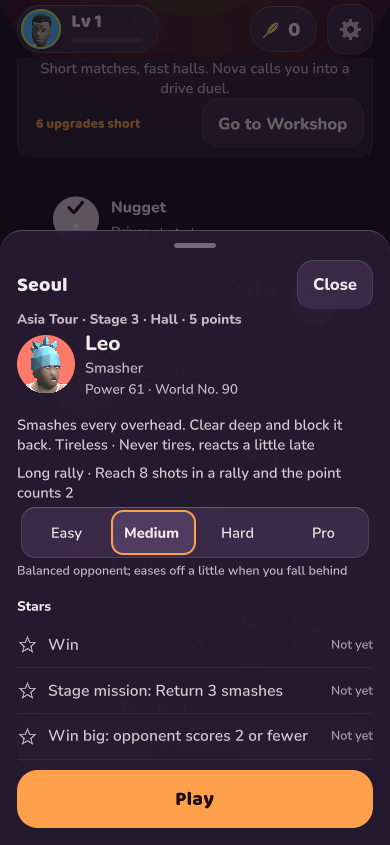 Lv 1
0
Short matches, fast halls. Nova calls you into a
drive duel.
6 upgrades short
Go to Workshop
Nugget
Seoul
Close
Asia Tour · Stage 3 · Hall · 5 points
Leo
Smasher
Power 61 · World No. 90
Smashes every overhead. Clear deep and block it
back. Tireless · Never tires, reacts a little late
Long rally · Reach 8 shots in a rally and the point
counts 2
Easy
Medium
Hard
Pro
Balanced opponent; eases off a little when you fall behind
Stars
Win
Not yet
Stage mission: Return 3 smashes
Not yet
Win big: opponent scores 2 or fewer
Not yet
Play